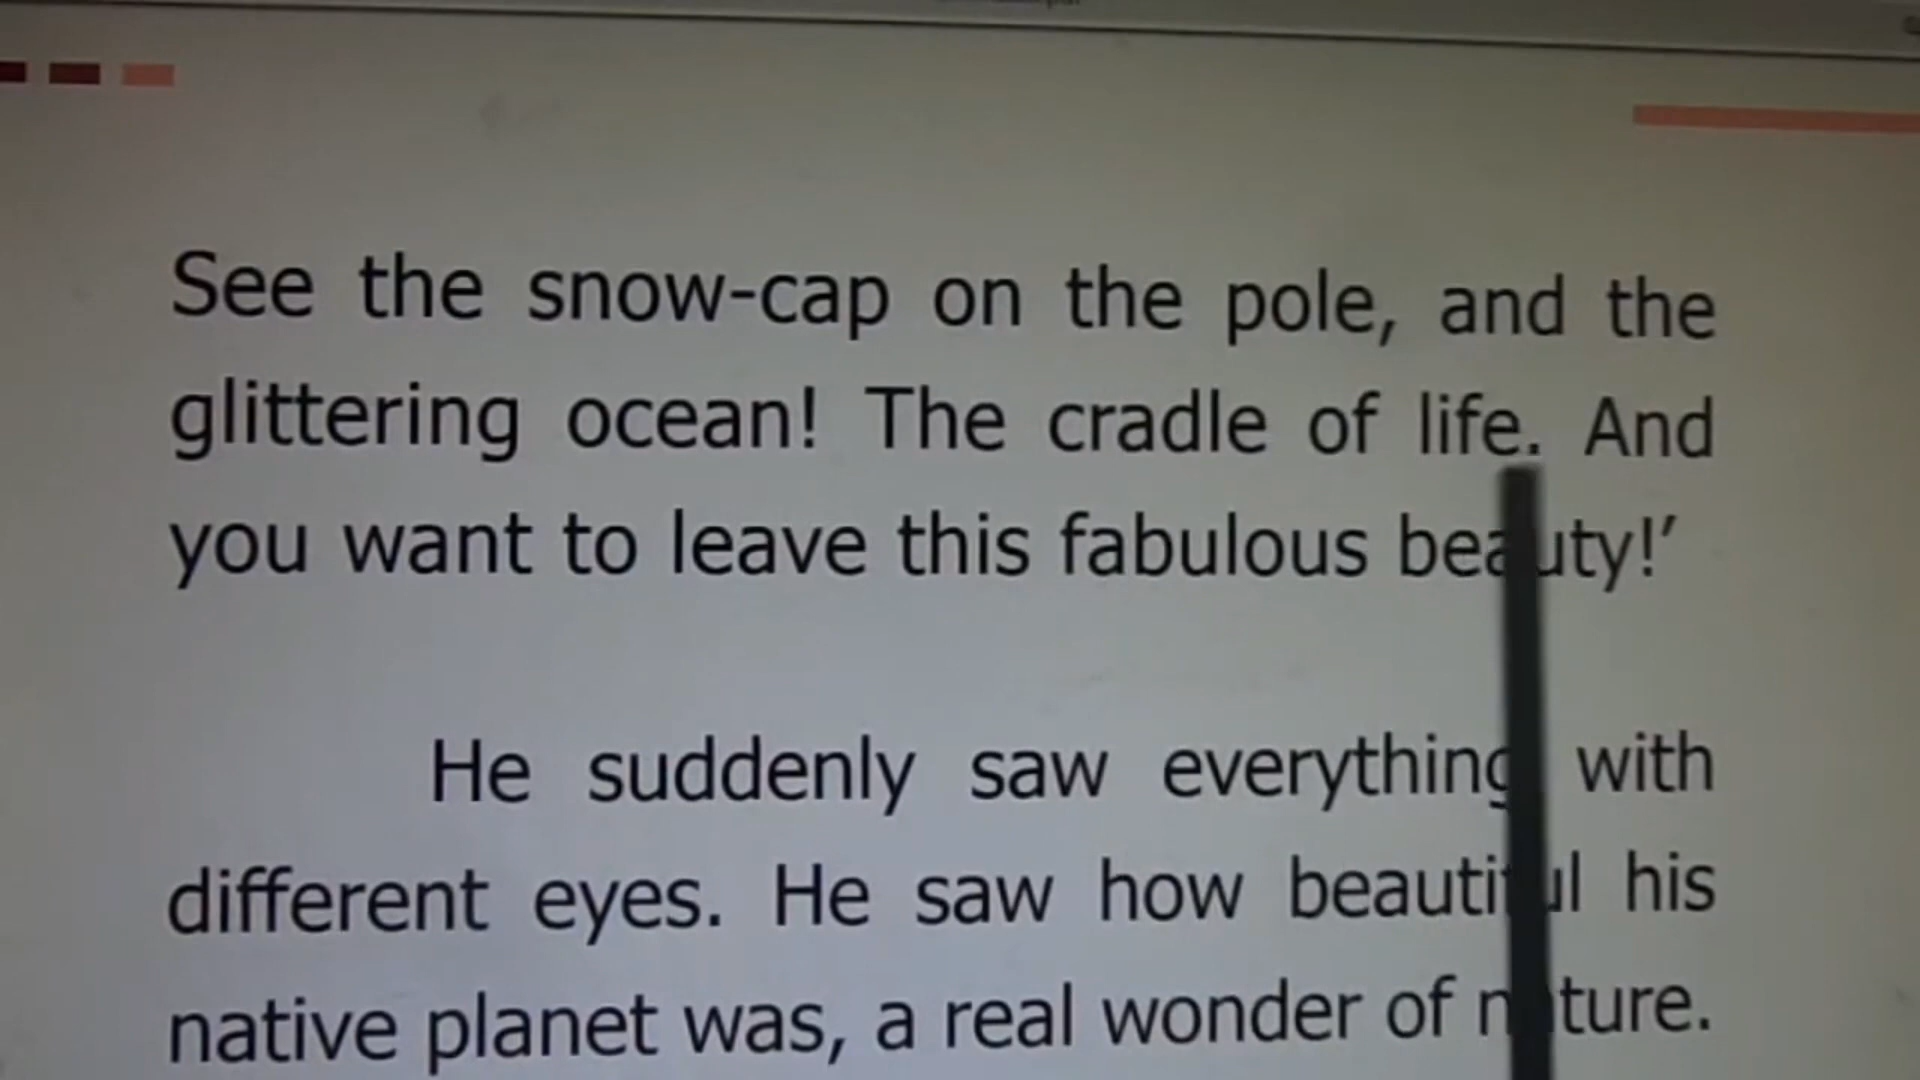 See the snow-cap on the pole, and the
glittering ocean! The cradle of life. And
you want to leave this fabulous beauty!’
He suddenly saw everything with
different eyes. He saw how beautiful his
native planet was, a real wonder of nature.